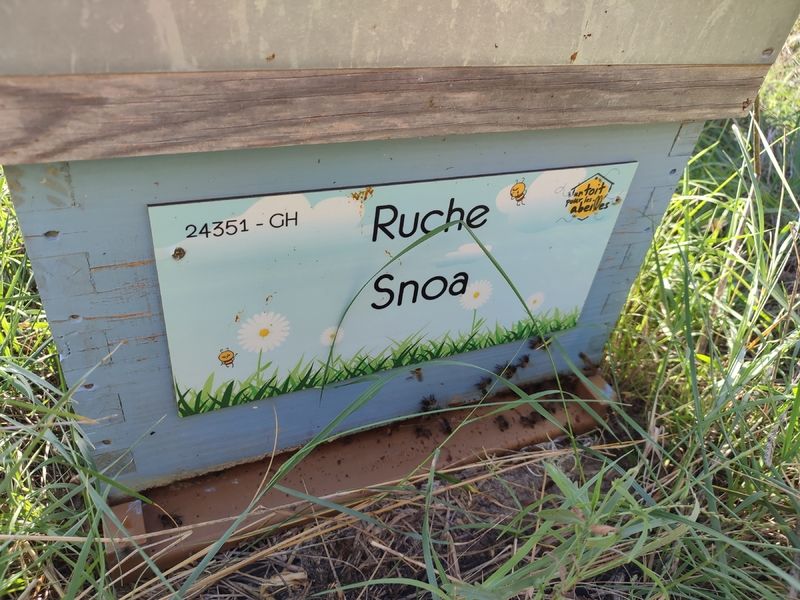 24351 - GH
Ruche
Snoa
un toit
pour les
abeilles